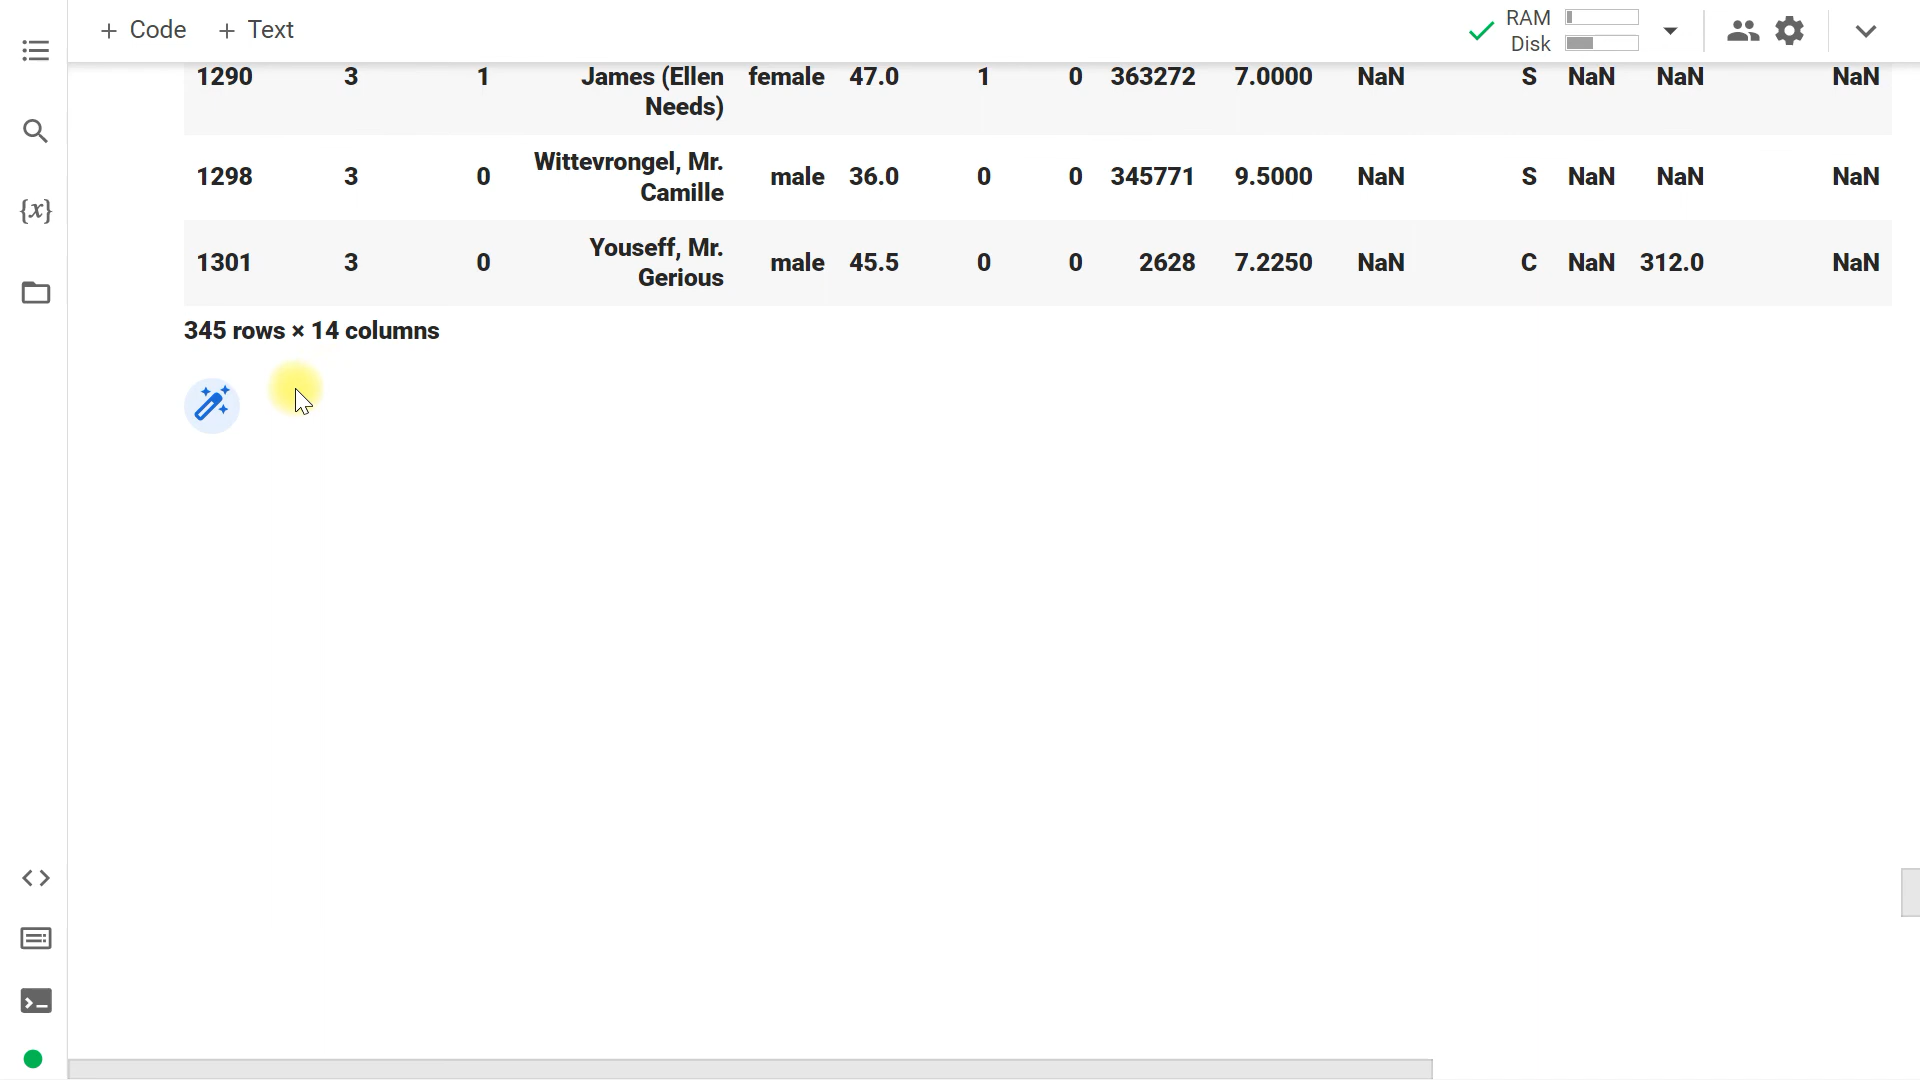 + Code + Text
RAM
Disk
1290 3 1 James (Ellen Needs) female 47.0 1 0 363272 7.0000 NaN S NaN NaN NaN
1298 3 0 Wittevrongel, Mr. Camille male 36.0 0 0 345771 9.5000 NaN S NaN NaN NaN
1301 3 0 Youseff, Mr. Gerious male 45.5 0 0 2628 7.2250 NaN C NaN 312.0 NaN
345 rows × 14 columns
{x}